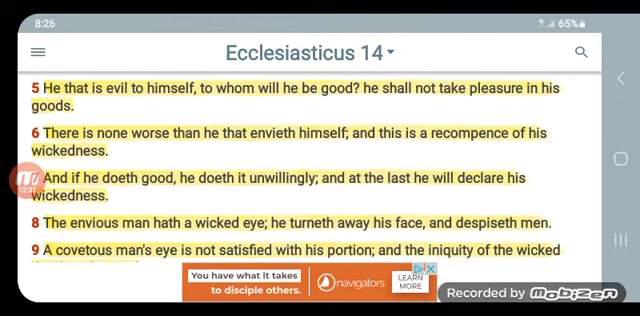 8:26
65%
Ecclesiasticus 14
5 He that is evil to himself, to whom will he be good? he shall not take pleasure in his
goods.
6 There is none worse than he that envieth himself; and this is a recompence of his
wickedness.
And if he doeth good, he doeth it unwillingly; and at the last he will declare his
12:31
wickedness.
8 The envious man hath a wicked eye; he turneth away his face, and despiseth men.
9 A covetous man's eye is not satisfied with his portion; and the iniquity of the wicked
You have what it takes
to disciple others.
navigators
LEARN
MORE
Recorded by Mobizen